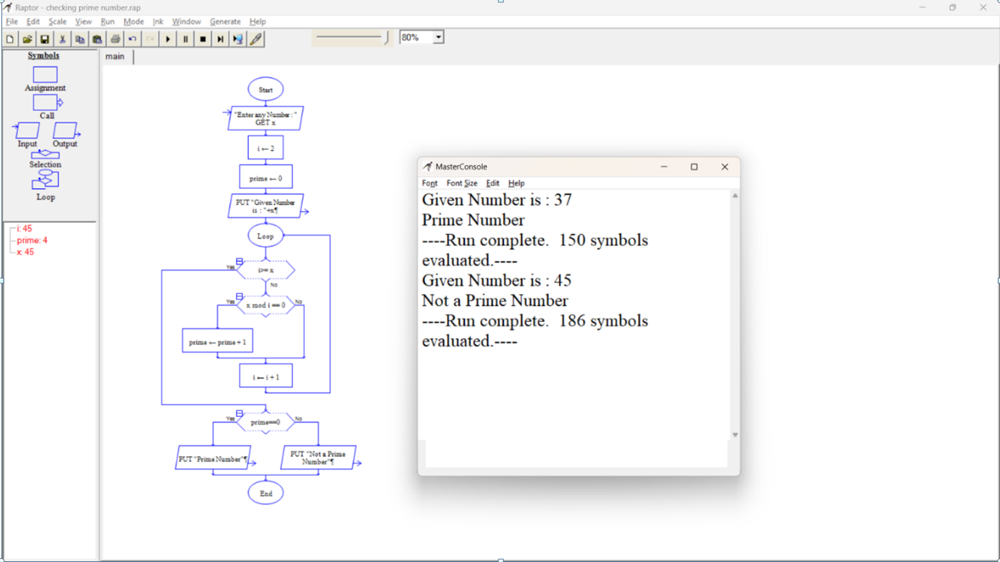 Raptor - checking prime number.rap
File Edit Scale View Run Mode Ink Window Generate Help
80%
Symbols
Assignment
Call
Input Output
Selection
Loop
i: 45
prime: 4
x: 45
main
Start
"Enter any Number : "
GET x
i ← 2
prime ← 0
PUT "Given Number
is : "+x¶
Loop
Yes
i>= x
No
Yes
x mod i == 0
No
prime ← prime + 1
i ← i + 1
Yes
prime==0
No
PUT "Prime Number"¶
PUT "Not a Prime
Number"¶
End
MasterConsole
Font Font Size Edit Help
Given Number is : 37
Prime Number
----Run complete.  150 symbols
evaluated.----
Given Number is : 45
Not a Prime Number
----Run complete.  186 symbols
evaluated.----